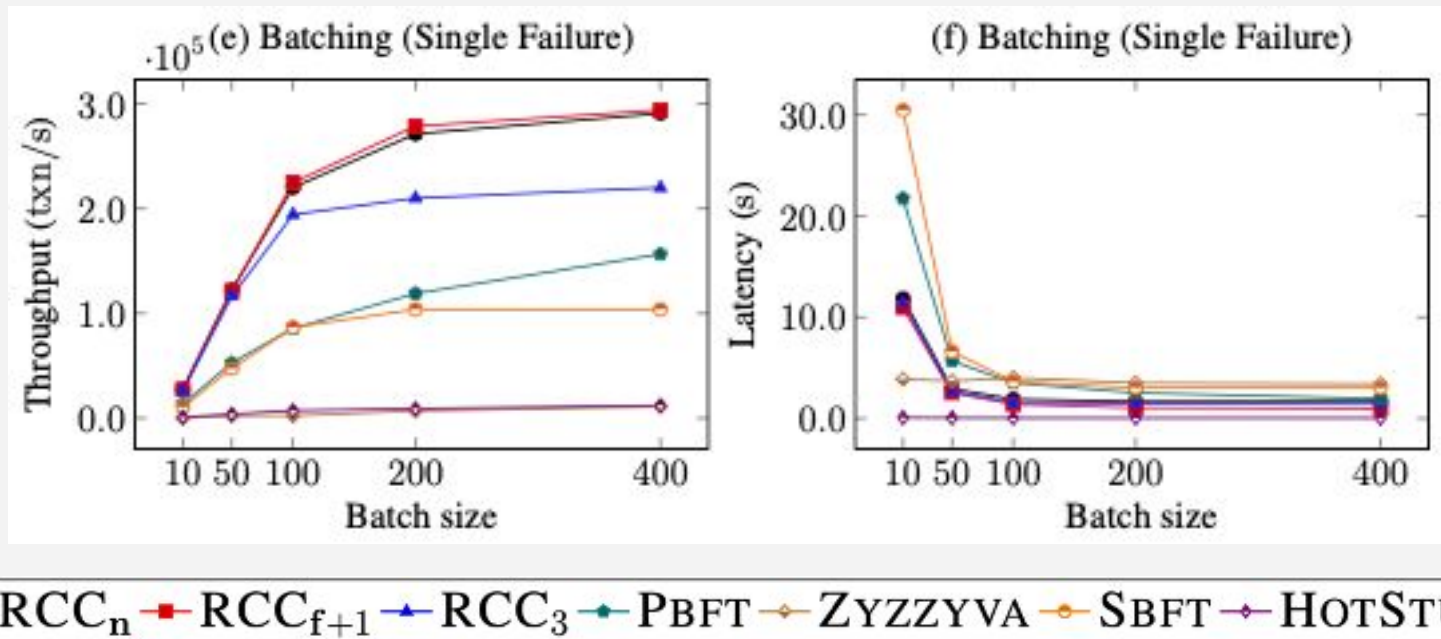 ·10⁵ (e) Batching (Single Failure)
Throughput (txn/s)
3.0
2.0
1.0
0.0
10 50 100 200 400
Batch size
(f) Batching (Single Failure)
Latency (s)
30.0
20.0
10.0
0.0
10 50 100 200 400
Batch size
RCCn RCCf+1 RCC3 PBFT ZYZZYVA SBFT HOTST